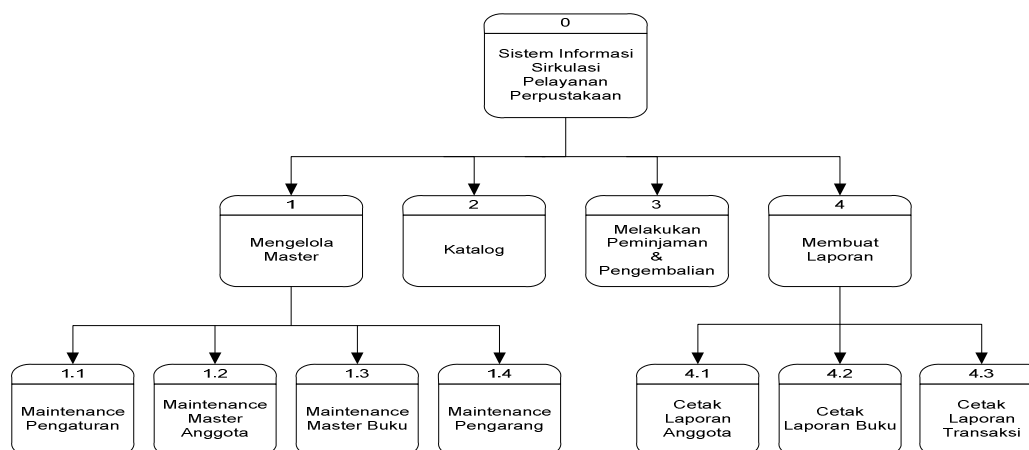 0
Sistem Informasi
Sirkulasi
Pelayanan
Perpustakaan
1
Mengelola
Master
2
Katalog
3
Melakukan
Peminjaman
&
Pengembalian
4
Membuat
Laporan
1.1
Maintenance
Pengaturan
1.2
Maintenance
Master
Anggota
1.3
Maintenance
Master Buku
1.4
Maintenance
Pengarang
4.1
Cetak
Laporan
Anggota
4.2
Cetak
Laporan Buku
4.3
Cetak
Laporan
Transaksi